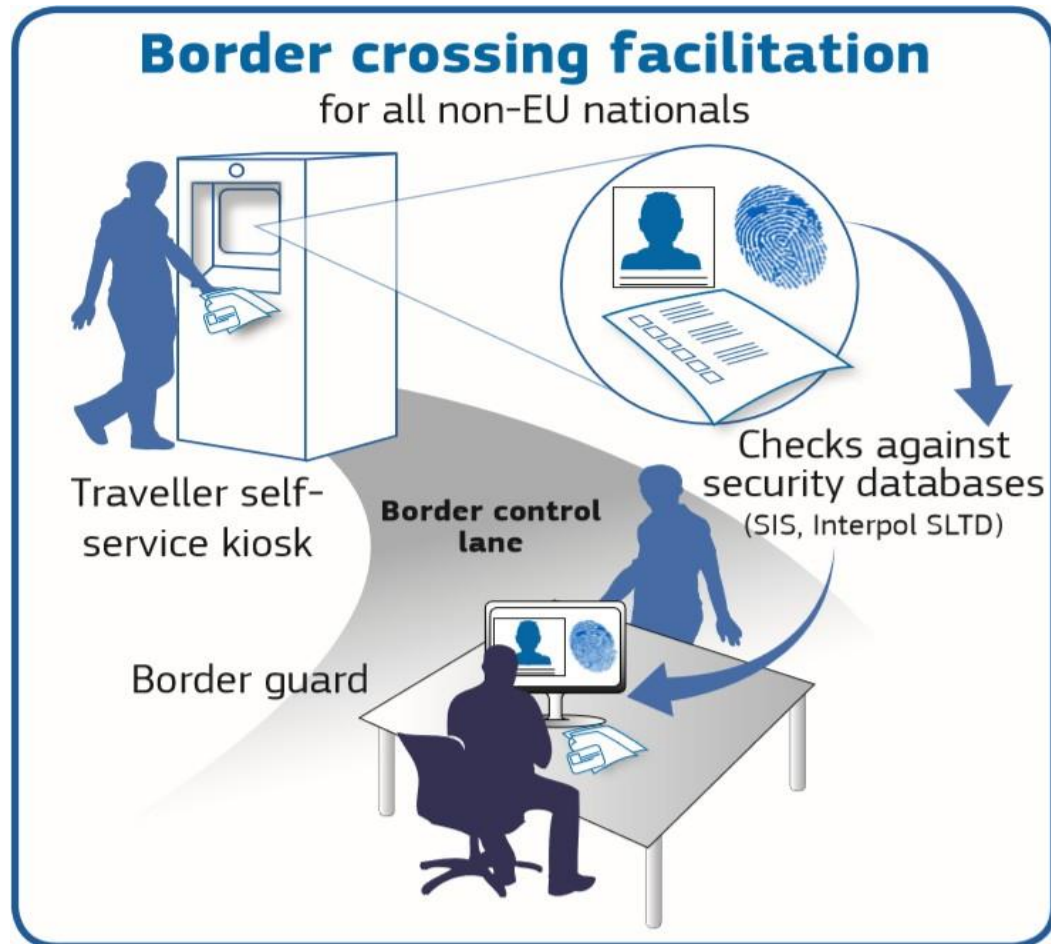 Border crossing facilitation
for all non-EU nationals
Traveller self-
service kiosk
Checks against
security databases
(SIS, Interpol SLTD)
Border control
lane
Border guard